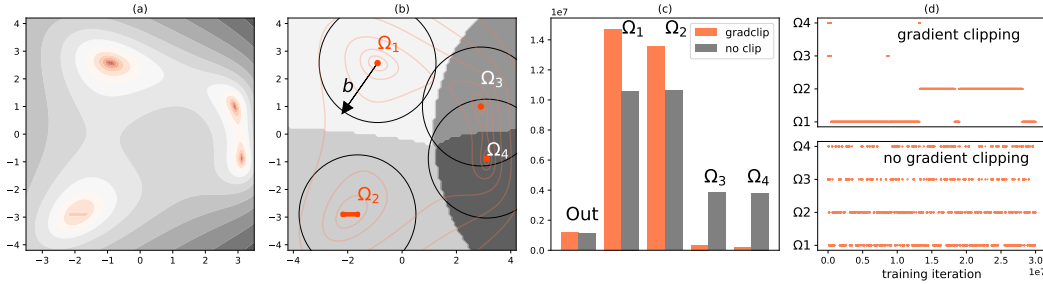 (a)
4
3
2
1
0
−1
−2
−3
−4
−3 −2 −1 0 1 2 3
(b)
4
3
2
1
0
−1
−2
−3
−4
−4 −2 0 2 4
Ω1
b
Ω3
Ω4
Ω2
(c)
1e7
1.4
1.2
1.0
0.8
0.6
0.4
0.2
0.0
gradclip
no clip
Out
Ω1
Ω2
Ω3
Ω4
(d)
Ω4
Ω3
Ω2
Ω1
gradient clipping
Ω4
Ω3
Ω2
Ω1
no gradient clipping
0.0 0.5 1.0 1.5 2.0 2.5 3.0
training iteration
1e7